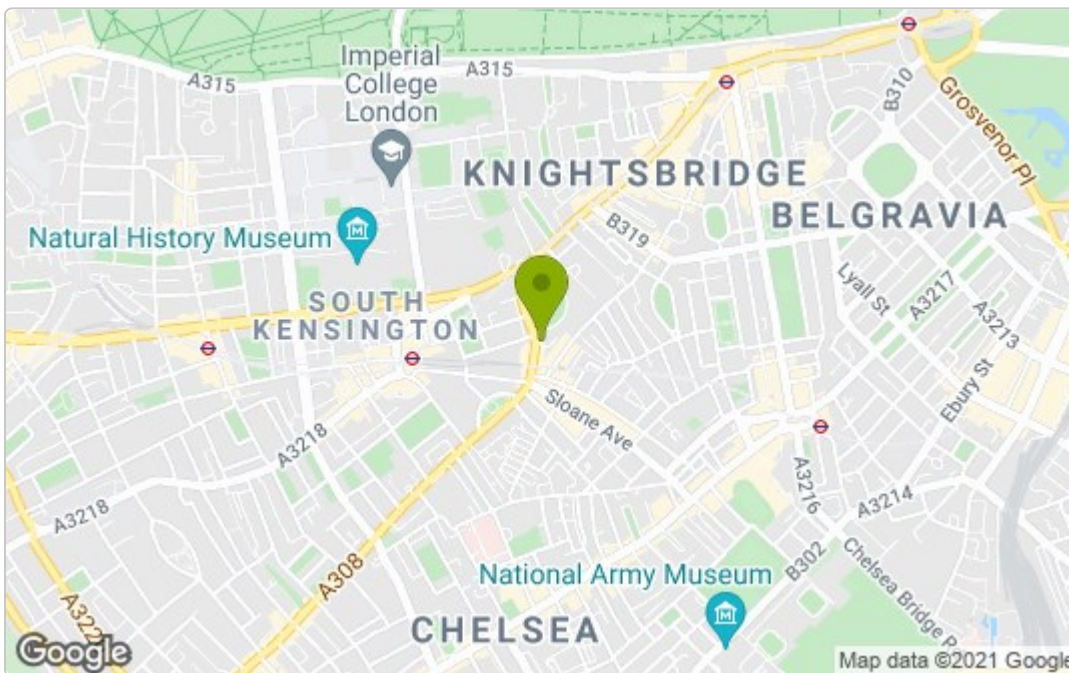 A315
Imperial
College
London
A315
B310
Grosvenor Pl
KNIGHTSBRIDGE
BELGRAVIA
Natural History Museum
B319
Lyall St
A3217
A3213
SOUTH
KENSINGTON
Ebury St
Sloane Ave
A3218
A3218
A3216
A3214
A308
B302
National Army Museum
Chelsea Bridge R
CHELSEA
A322
Google
Map data ©2021 Google